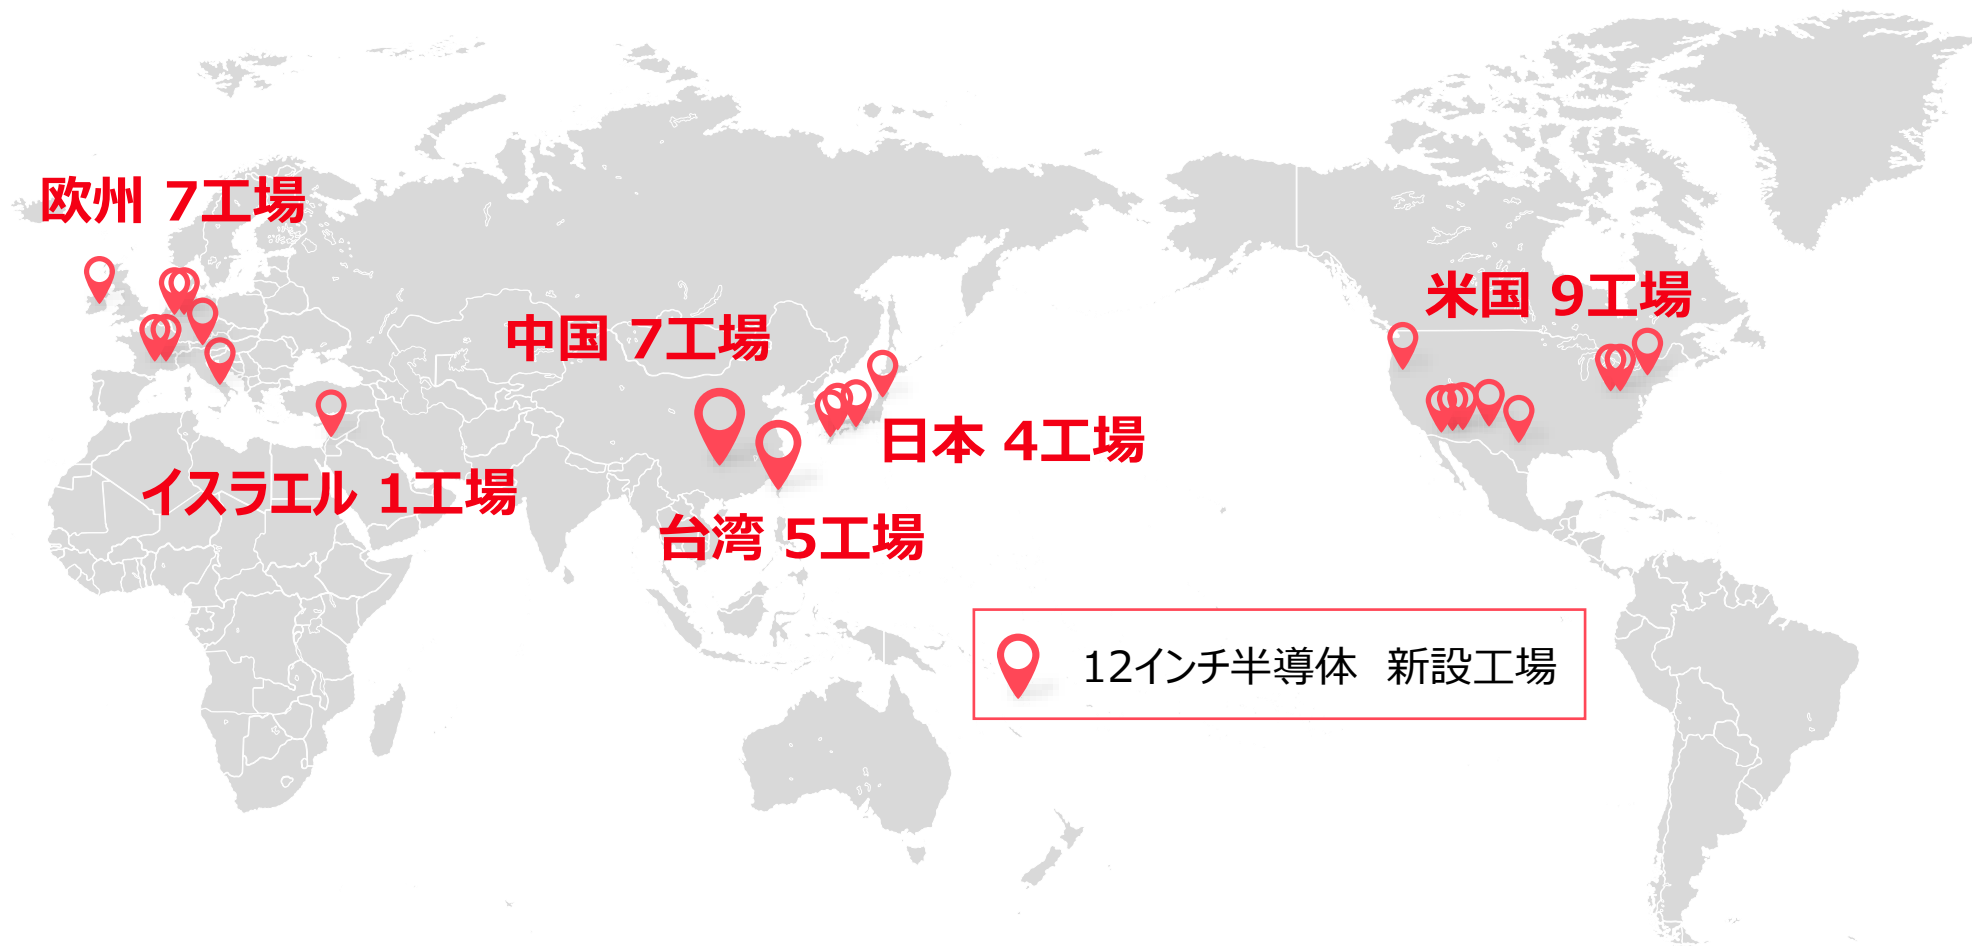 欧州 7工場
米国 9工場
中国 7工場
日本 4工場
イスラエル 1工場
台湾 5工場
12インチ半導体　新設工場